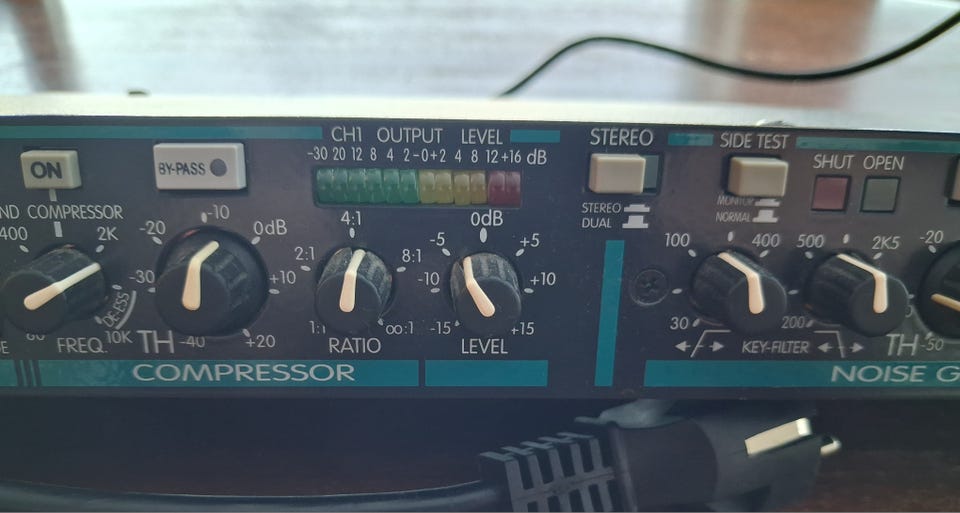 ON
ND COMPRESSOR
400
2K
10K
DE-ESS
FREQ.
BY-PASS
-10
-20
0dB
-30
+10
TH -40
+20
CH1 OUTPUT LEVEL
-30 20 12 8 4 2 -0+2 4 8 12 +16 dB
4:1
2:1
8:1
1:1
∞:1
RATIO
0dB
-5
+5
-10
+10
-15
+15
LEVEL
COMPRESSOR
STEREO
STEREO
DUAL
SIDE TEST
MONITOR
NORMAL
SHUT OPEN
100
400
30
500
2K5
200
KEY-FILTER
-20
TH -50
NOISE G